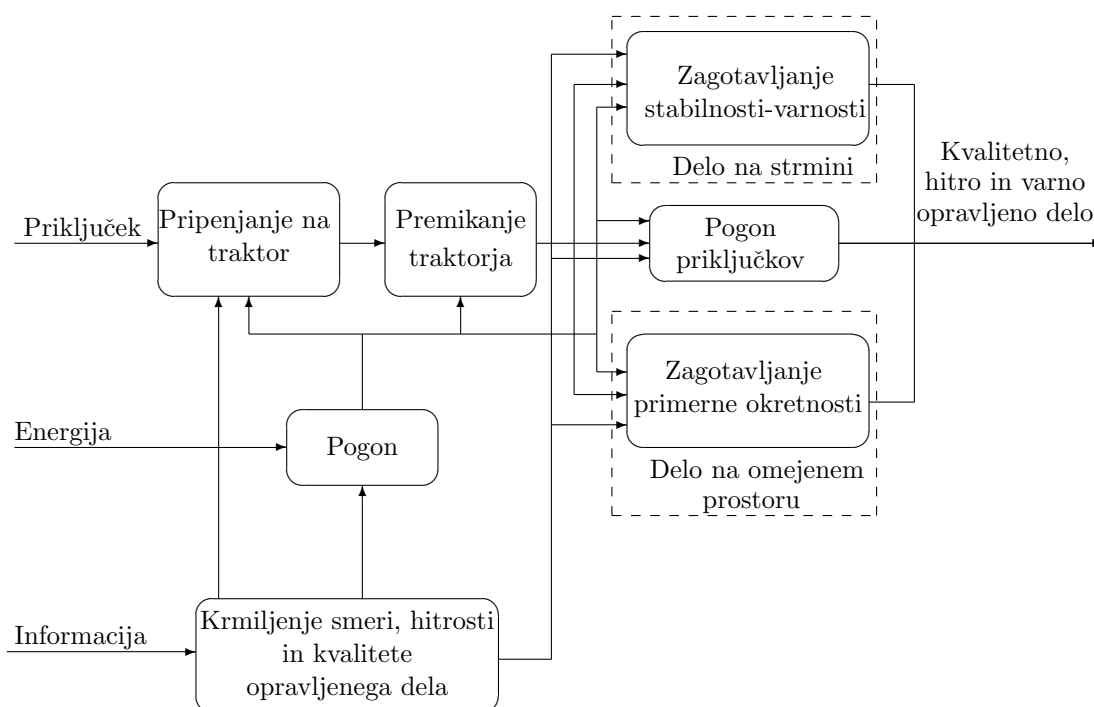 Zagotavljanje
stabilnosti-varnosti
Delo na strmini
Kvalitetno,
hitro in varno
opravljeno delo
Priključek
Pripenjanje na
traktor
Premikanje
traktorja
Pogon
priključkov
Zagotavljanje
primerne okretnosti
Delo na omejenem
prostoru
Energija
Pogon
Informacija
Krmiljenje smeri, hitrosti
in kvalitete
opravljenega dela